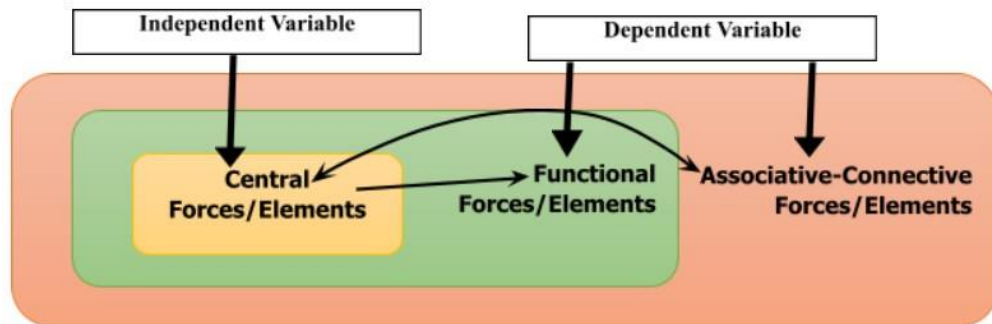 Independent Variable
Dependent Variable
Central
Forces/Elements
Functional
Forces/Elements
Associative-Connective
Forces/Elements